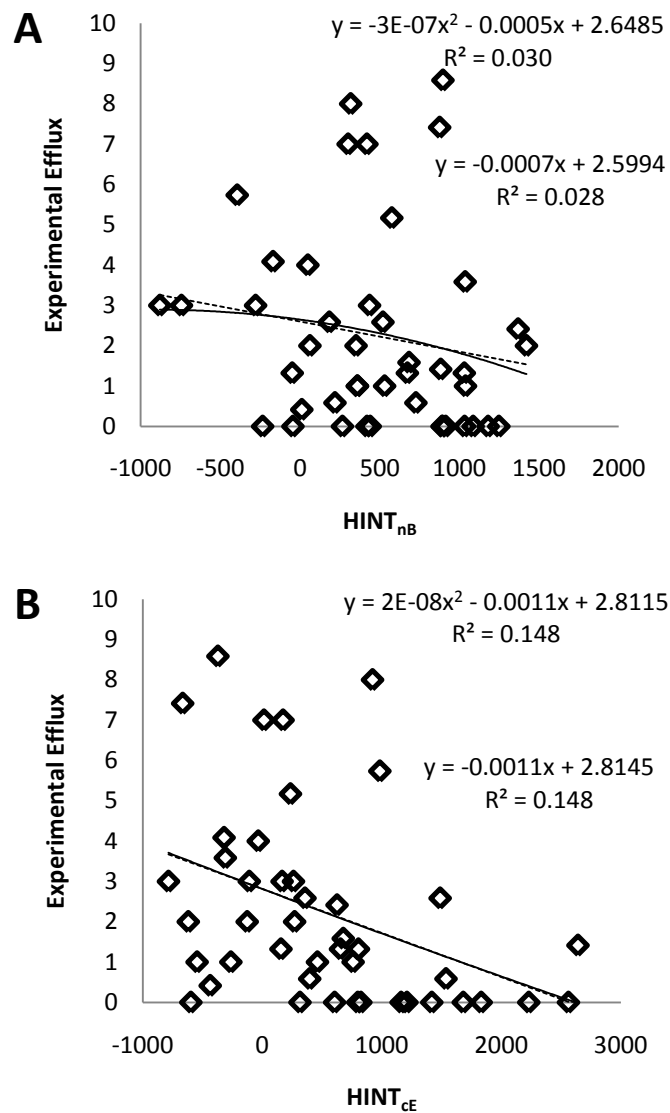 A
y = -3E-07x² - 0.0005x + 2.6485
R² = 0.030
y = -0.0007x + 2.5994
R² = 0.028
Experimental Efflux
10
9
8
7
6
5
4
3
2
1
0
-1000 -500 0 500 1000 1500 2000
HINTnB
B
y = 2E-08x² - 0.0011x + 2.8115
R² = 0.148
y = -0.0011x + 2.8145
R² = 0.148
Experimental Efflux
10
9
8
7
6
5
4
3
2
1
0
-1000 0 1000 2000 3000
HINTcE